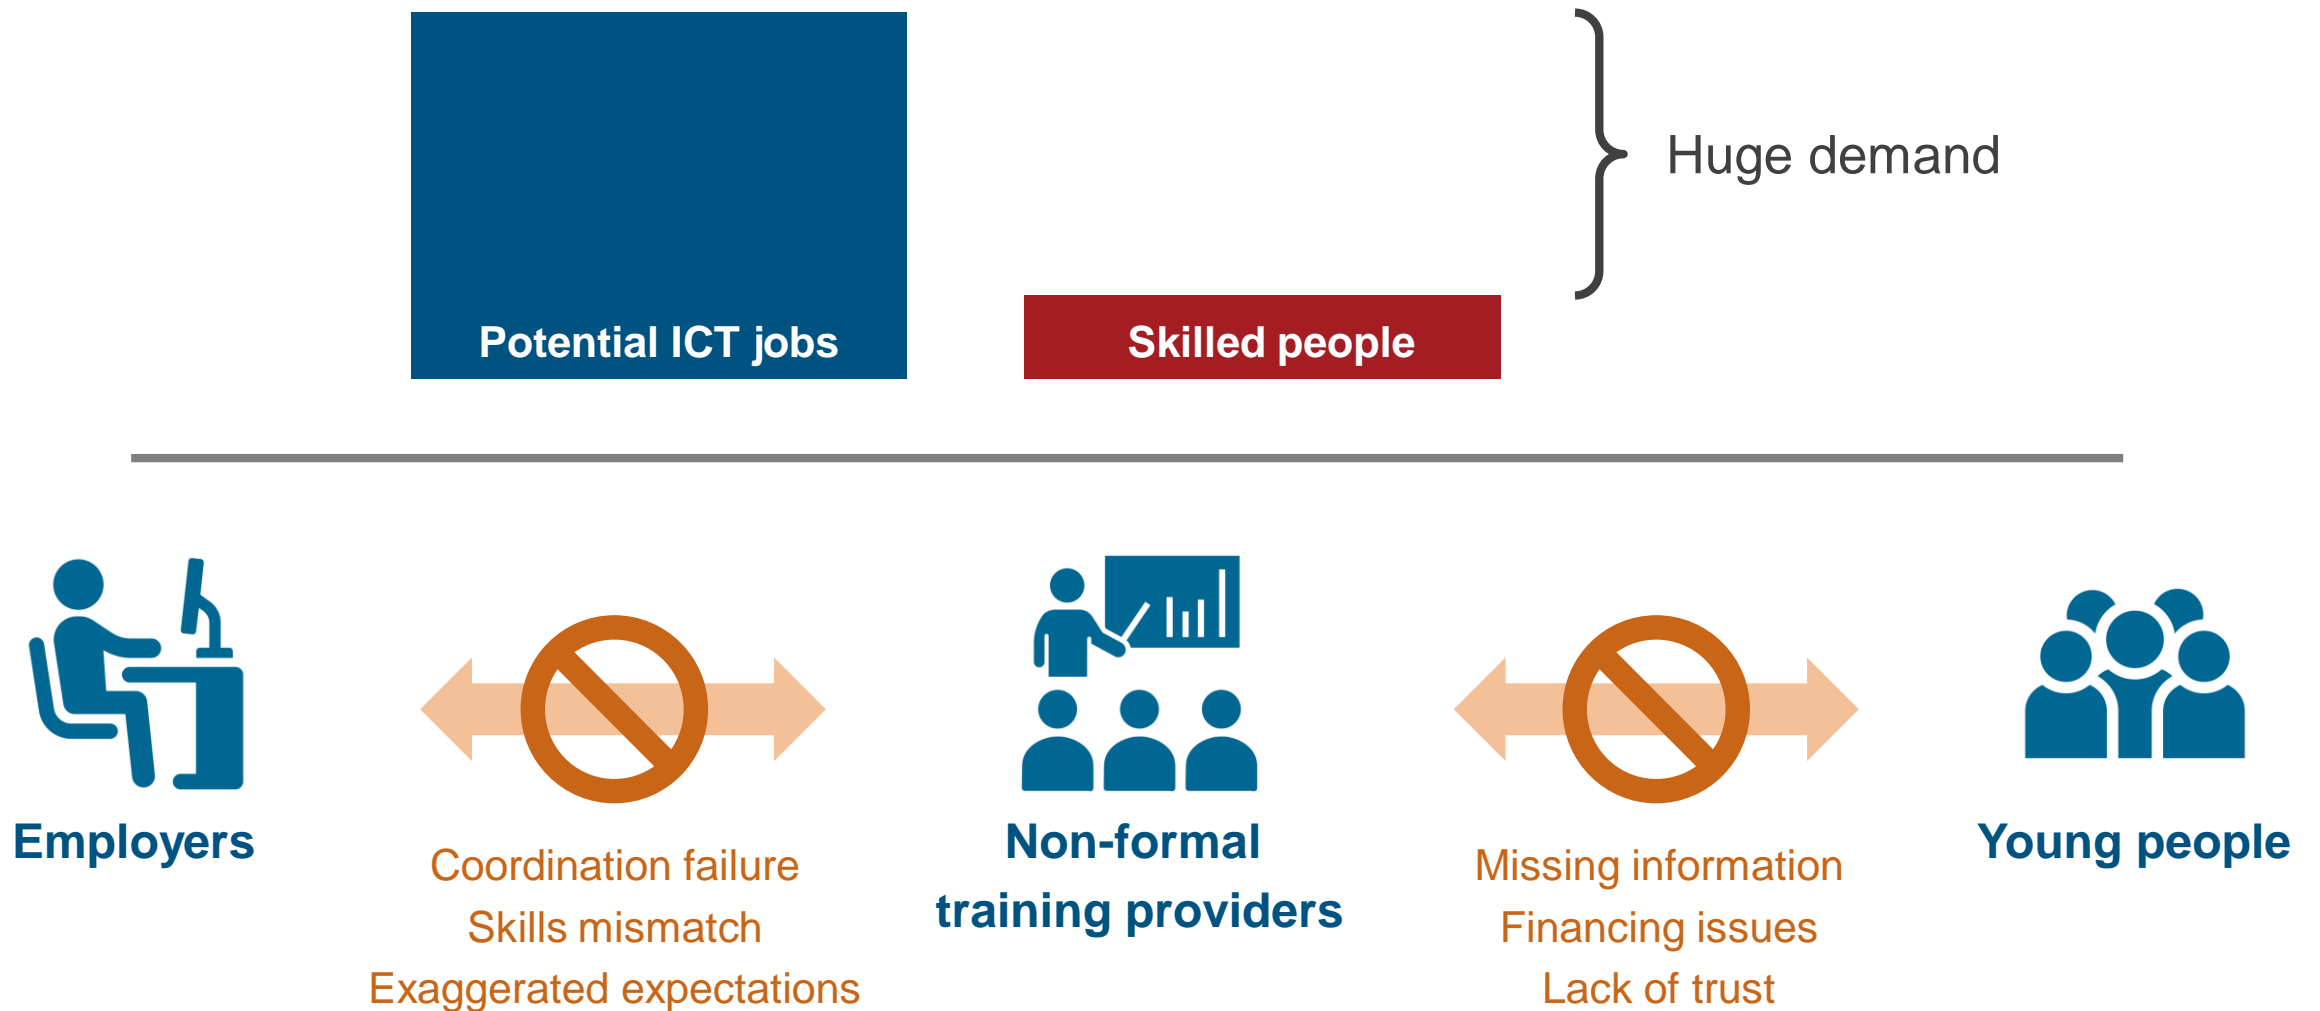 Huge demand
Potential ICT jobs
Skilled people
Employers
Coordination failure
Skills mismatch
Exaggerated expectations
Non-formal
training providers
Missing information
Financing issues
Lack of trust
Young people